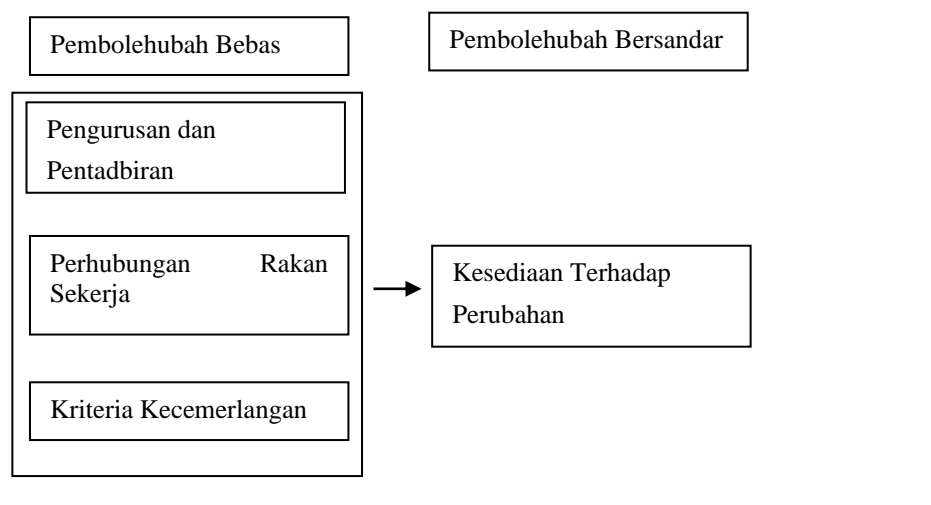 Pembolehubah Bebas
Pembolehubah Bersandar
Pengurusan dan
Pentadbiran
Perhubungan Rakan
Sekerja
Kesediaan Terhadap
Perubahan
Kriteria Kecemerlangan